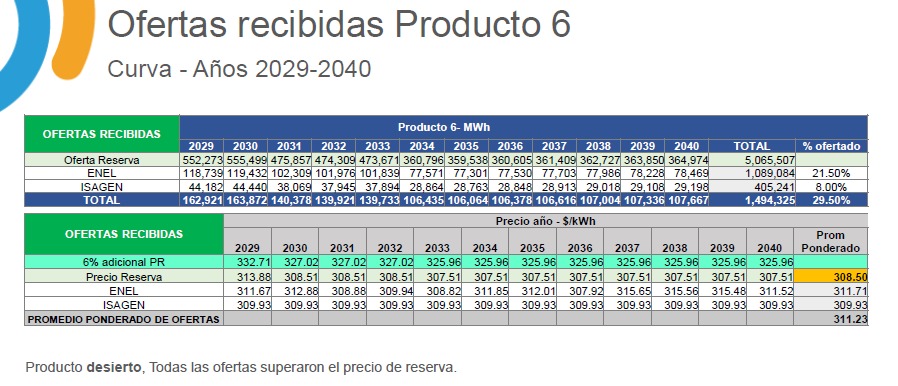 Ofertas recibidas Producto 6
Curva - Años 2029-2040
OFERTAS RECIBIDAS Producto 6- MWh
2029 2030 2031 2032 2033 2034 2035 2036 2037 2038 2039 2040 TOTAL % ofertado
Oferta Reserva 552,273 555,499 475,857 474,309 473,671 360,796 359,538 360,605 361,409 362,727 363,850 364,974 5,065,507
ENEL 118,739 119,432 102,309 101,976 101,839 77,571 77,301 77,530 77,703 77,986 78,228 78,469 1,089,084 21.50%
ISAGEN 44,182 44,440 38,069 37,945 37,894 28,864 28,763 28,848 28,913 29,018 29,108 29,198 405,241 8.00%
TOTAL 162,921 163,872 140,378 139,921 139,733 106,435 106,064 106,378 106,616 107,004 107,336 107,667 1,494,325 29.50%
OFERTAS RECIBIDAS Precio año - $/kWh
2029 2030 2031 2032 2033 2034 2035 2036 2037 2038 2039 2040 Prom Ponderado
6% adicional PR 332.71 327.02 327.02 327.02 325.96 325.96 325.96 325.96 325.96 325.96 325.96 325.96
Precio Reserva 313.88 308.51 308.51 308.51 307.51 307.51 307.51 307.51 307.51 307.51 307.51 307.51 308.50
ENEL 311.67 312.88 308.88 309.94 308.82 311.85 312.01 307.92 315.65 315.56 315.48 311.52 311.71
ISAGEN 309.93 309.93 309.93 309.93 309.93 309.93 309.93 309.93 309.93 309.93 309.93 309.93 309.93
PROMEDIO PONDERADO DE OFERTAS 311.23
Producto desierto, Todas las ofertas superaron el precio de reserva.